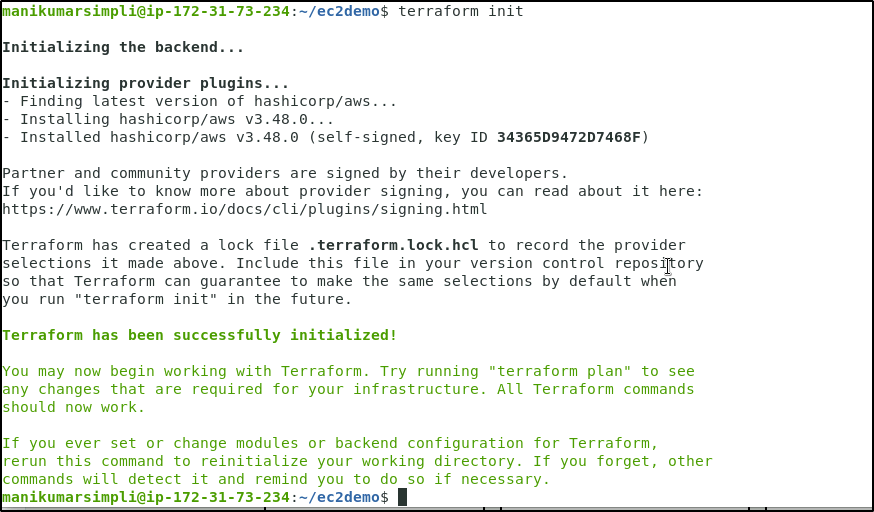 manikumarsimpli@ip-172-31-73-234:~/ec2demo$ terraform init
Initializing the backend...
Initializing provider plugins...
- Finding latest version of hashicorp/aws...
- Installing hashicorp/aws v3.48.0...
- Installed hashicorp/aws v3.48.0 (self-signed, key ID 34365D9472D7468F)
Partner and community providers are signed by their developers.
If you'd like to know more about provider signing, you can read about it here:
https://www.terraform.io/docs/cli/plugins/signing.html
Terraform has created a lock file .terraform.lock.hcl to record the provider
selections it made above. Include this file in your version control repository
so that Terraform can guarantee to make the same selections by default when
you run "terraform init" in the future.
Terraform has been successfully initialized!
You may now begin working with Terraform. Try running "terraform plan" to see
any changes that are required for your infrastructure. All Terraform commands
should now work.
If you ever set or change modules or backend configuration for Terraform,
rerun this command to reinitialize your working directory. If you forget, other
commands will detect it and remind you to do so if necessary.
manikumarsimpli@ip-172-31-73-234:~/ec2demo$